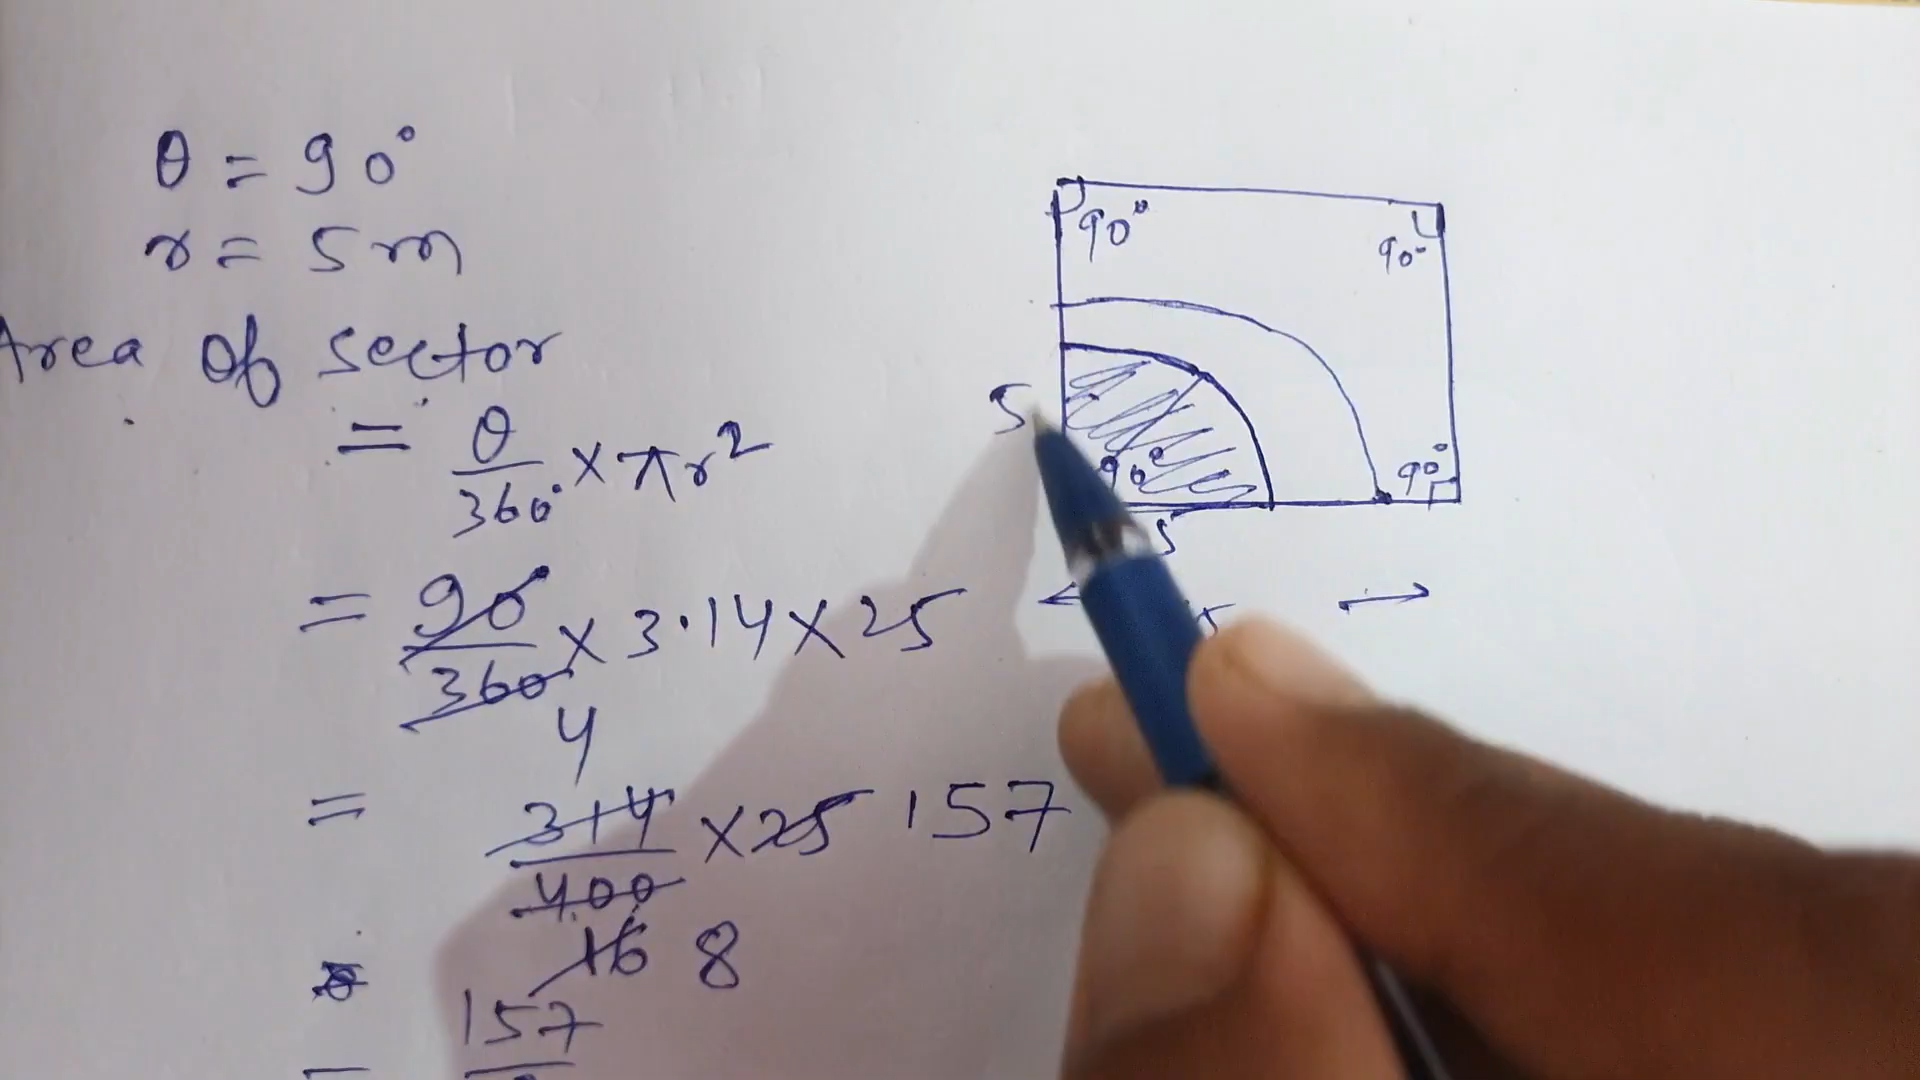 θ = 90°
r = 5 m
Area of sector
= θ/360° × πr²
= 90/360 × 3.14 × 25
4
= 314/400 × 25 157
16 8
157
90°
90°
5
90°
90°
5